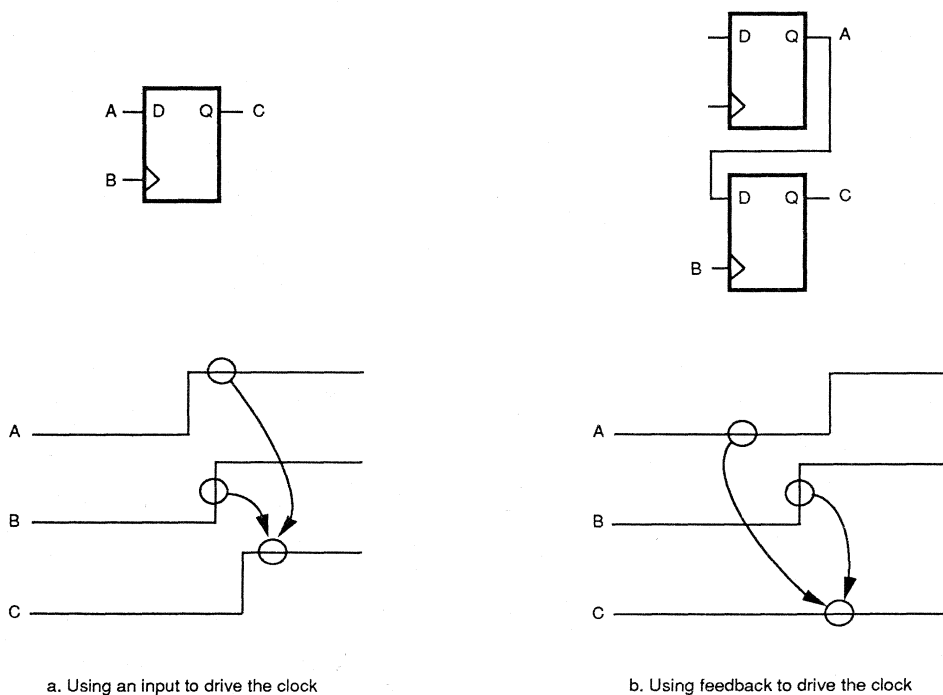 A D Q C
B
D Q A
D Q C
B
A
B
C
A
B
C
a. Using an input to drive the clock
b. Using feedback to drive the clock